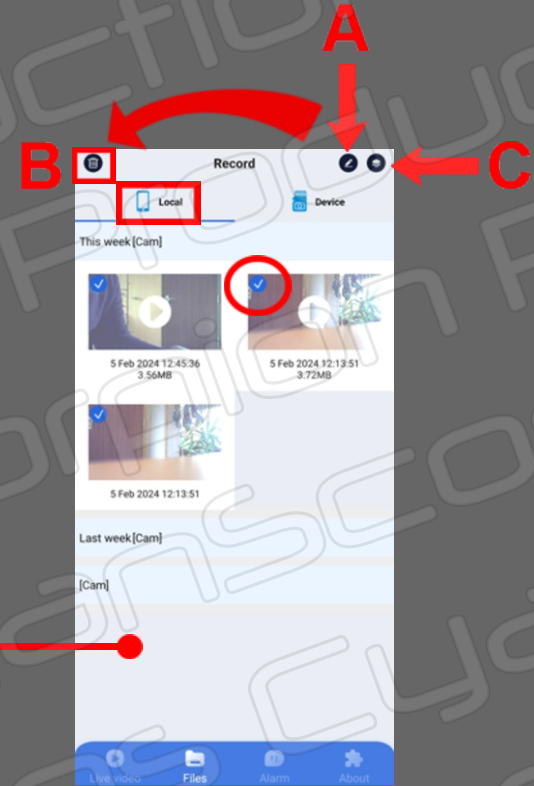 A
B
Record
C
Local
Device
This week[Cam]
5 Feb 2024 12:45:36
3.56MB
5 Feb 2024 12:13:51
3.72MB
5 Feb 2024 12:13:51
Last week[Cam]
[Cam]
Live video
Files
Alarm
About